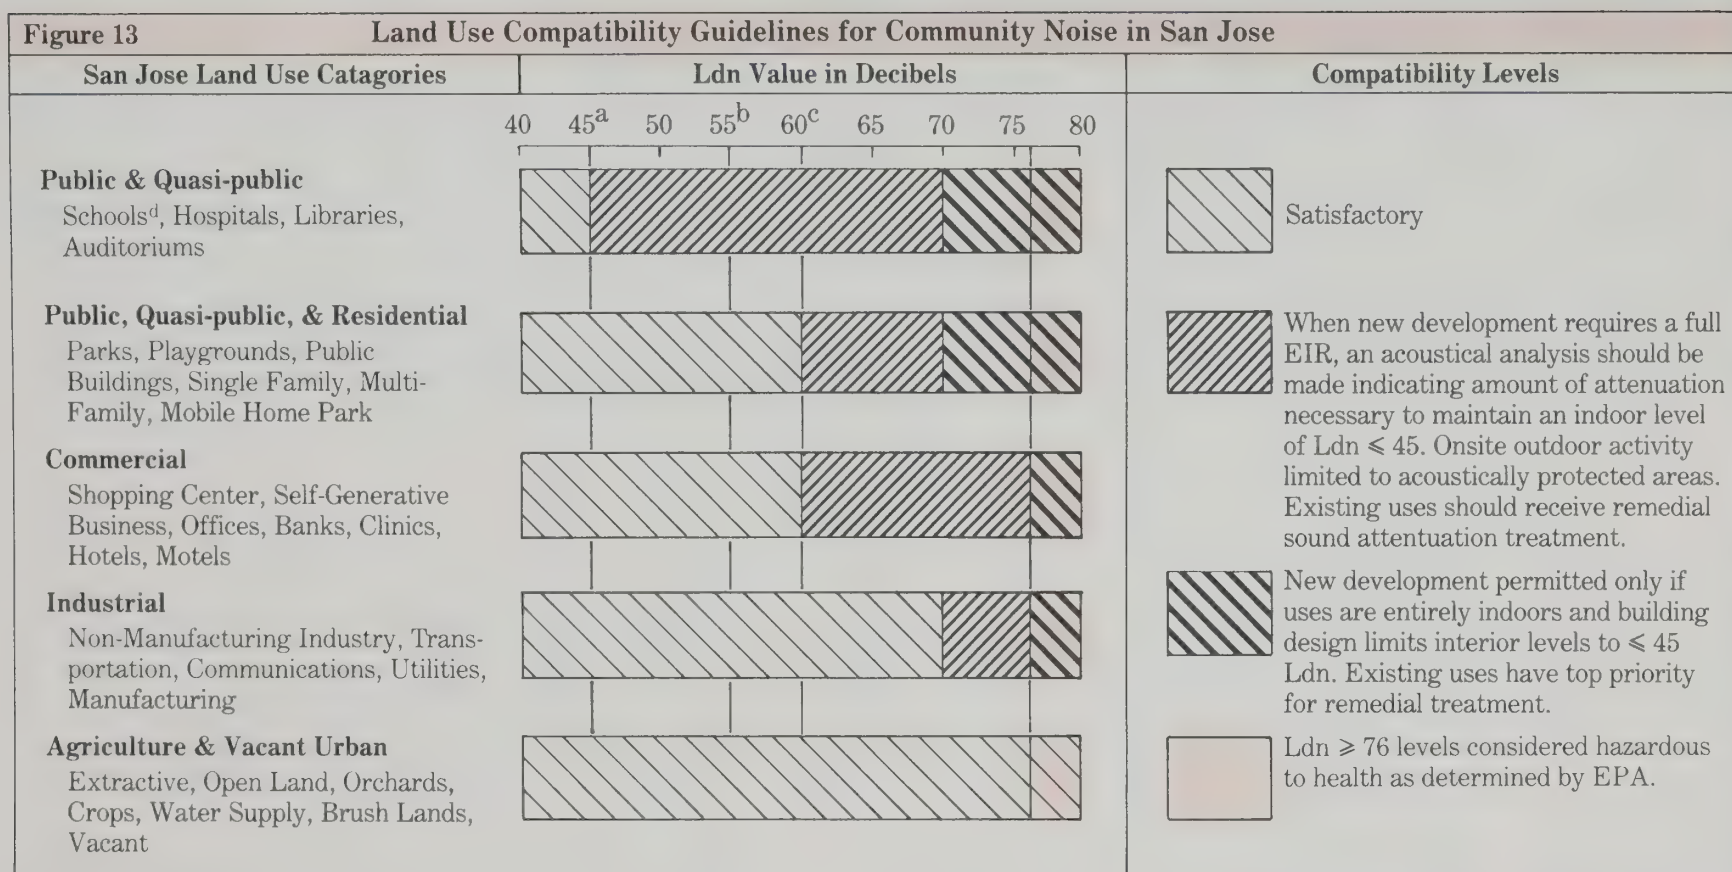 Figure 13 Land Use Compatibility Guidelines for Community Noise in San Jose
San Jose Land Use Catagories Ldn Value in Decibels Compatibility Levels
40 45a 50 55b 60c 65 70 75 80
Public & Quasi-public
Schoolsd, Hospitals, Libraries,
Auditoriums
Public, Quasi-public, & Residential
Parks, Playgrounds, Public
Buildings, Single Family, Multi-
Family, Mobile Home Park
Commercial
Shopping Center, Self-Generative
Business, Offices, Banks, Clinics,
Hotels, Motels
Industrial
Non-Manufacturing Industry, Trans-
portation, Communications, Utilities,
Manufacturing
Agriculture & Vacant Urban
Extractive, Open Land, Orchards,
Crops, Water Supply, Brush Lands,
Vacant
Satisfactory
When new development requires a full
EIR, an acoustical analysis should be
made indicating amount of attenuation
necessary to maintain an indoor level
of Ldn ⩽ 45. Onsite outdoor activity
limited to acoustically protected areas.
Existing uses should receive remedial
sound attentuation treatment.
New development permitted only if
uses are entirely indoors and building
design limits interior levels to ⩽ 45
Ldn. Existing uses have top priority
for remedial treatment.
Ldn ⩾ 76 levels considered hazardous
to health as determined by EPA.